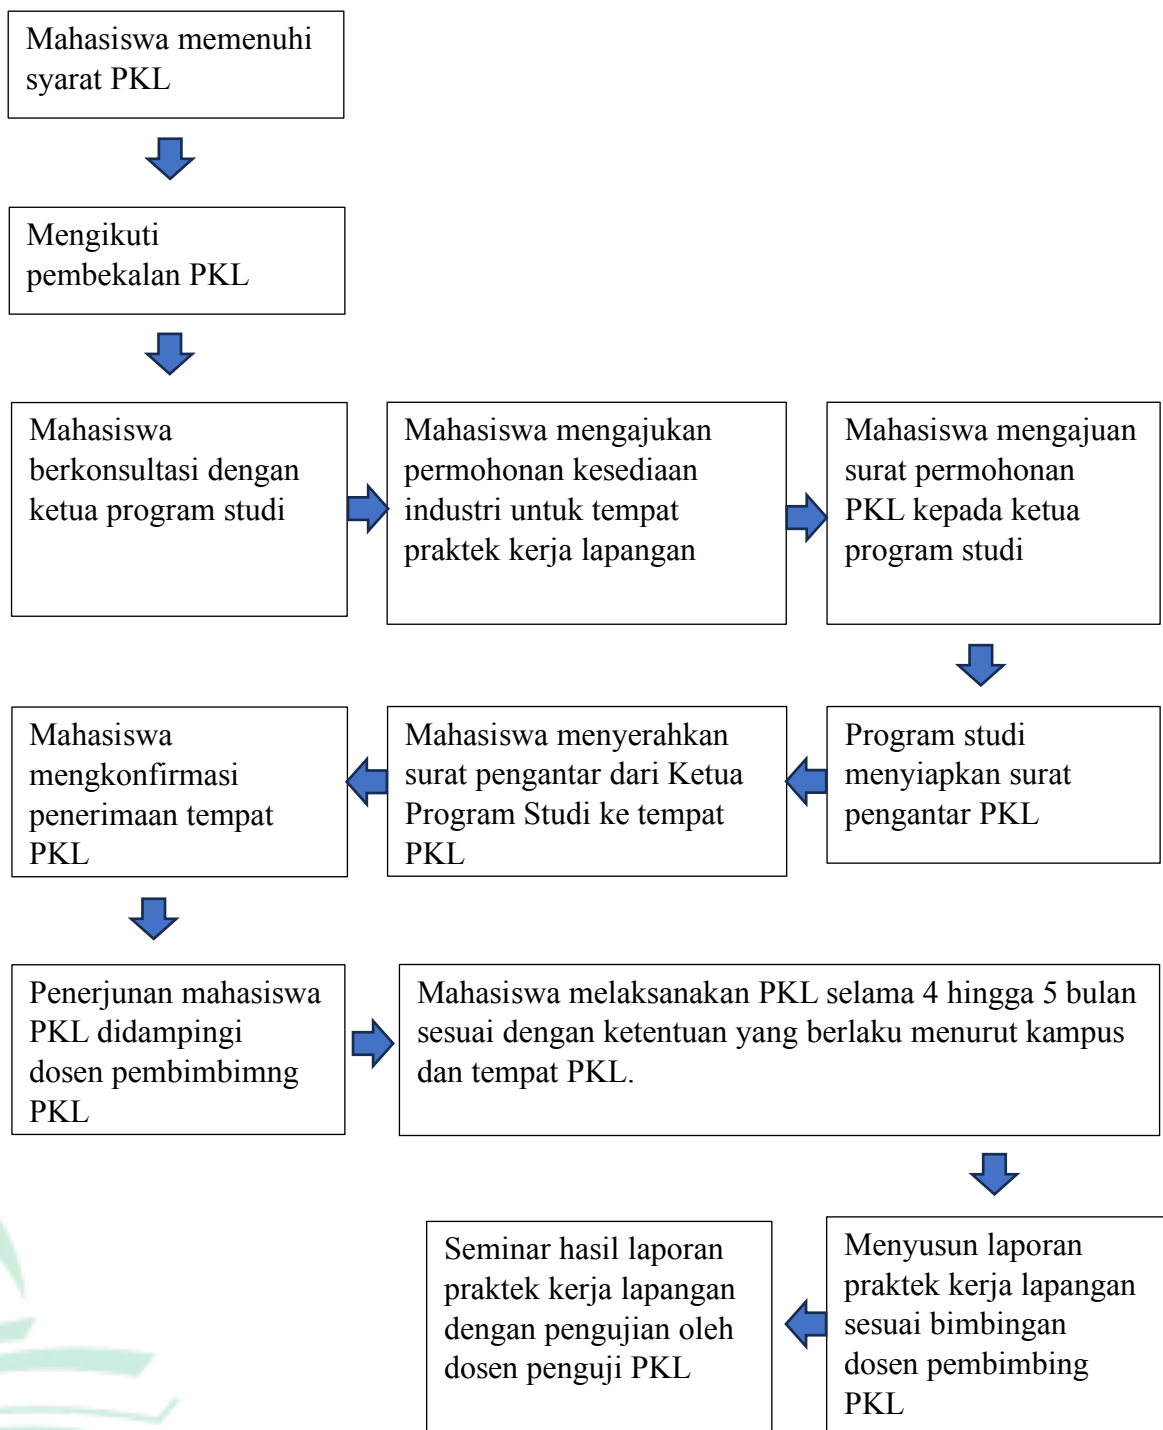 Mahasiswa memenuhi
syarat PKL
Mengikuti
pembekalan PKL
Mahasiswa
berkonsultasi dengan
ketua program studi
Mahasiswa mengajukan
permohonan kesediaan
industri untuk tempat
praktek kerja lapangan
Mahasiswa mengajuan
surat permohonan
PKL kepada ketua
program studi
Program studi
menyiapkan surat
pengantar PKL
Mahasiswa menyerahkan
surat pengantar dari Ketua
Program Studi ke tempat
PKL
Mahasiswa
mengkonfirmasi
penerimaan tempat
PKL
Penerjunan mahasiswa
PKL didampingi
dosen pembimbimng
PKL
Mahasiswa melaksanakan PKL selama 4 hingga 5 bulan
sesuai dengan ketentuan yang berlaku menurut kampus
dan tempat PKL.
Menyusun laporan
praktek kerja lapangan
sesuai bimbingan
dosen pembimbing
PKL
Seminar hasil laporan
praktek kerja lapangan
dengan pengujian oleh
dosen penguji PKL